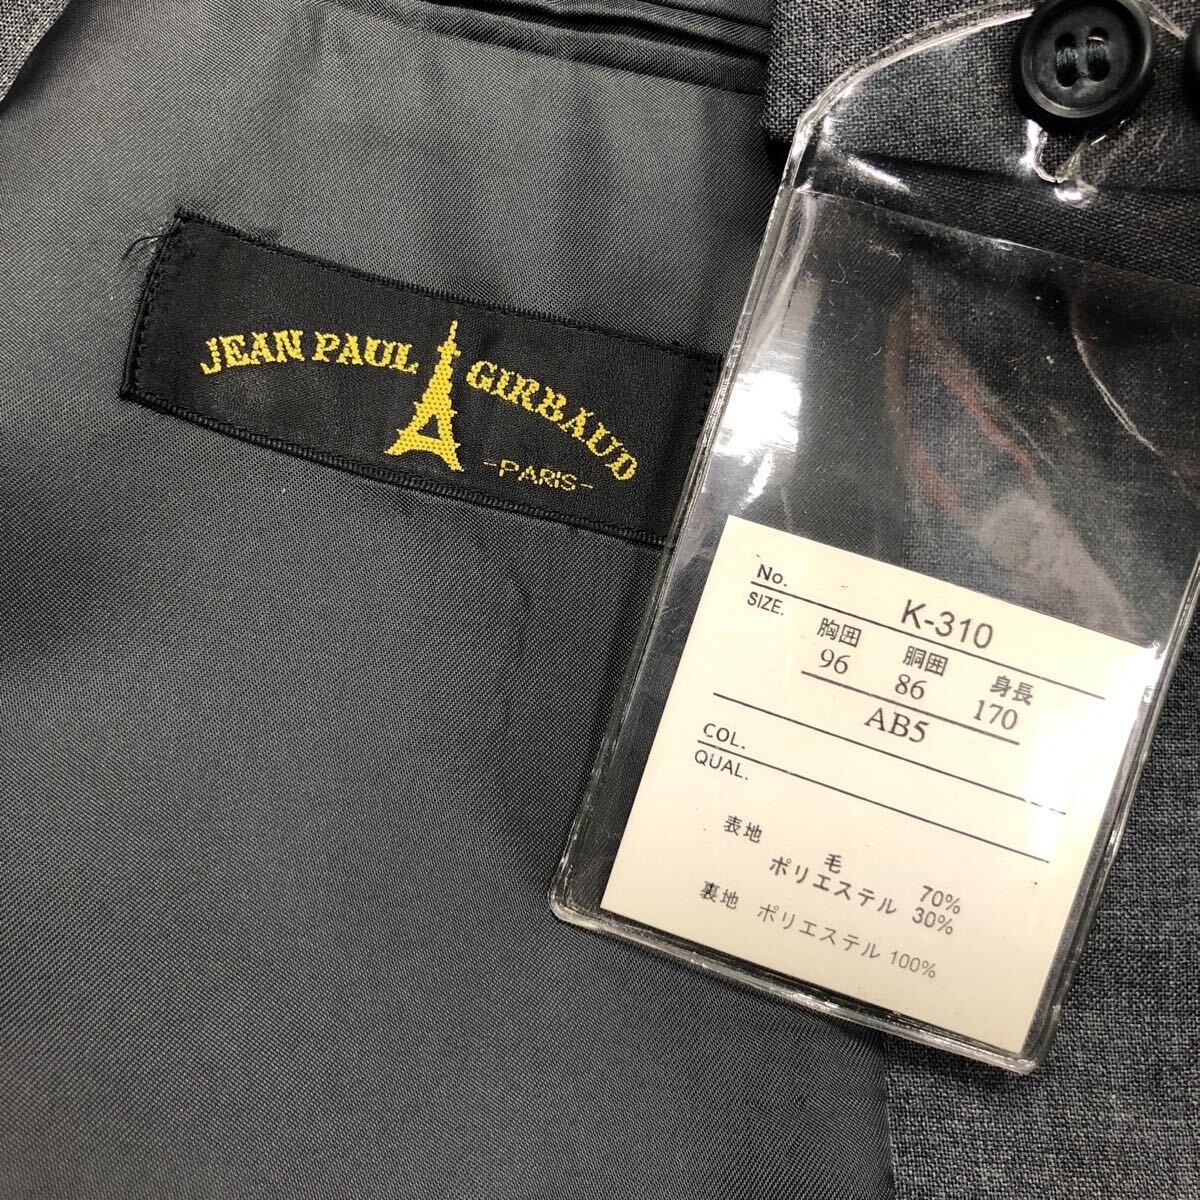 JEAN PAUL GIRBAUD
-PARIS-
No. K-310
SIZE. 胸囲 胴囲 身長
96 86 170
AB5
COL.
QUAL.
表地 毛 70%
ポリエステル 30%
裏地 ポリエステル 100%